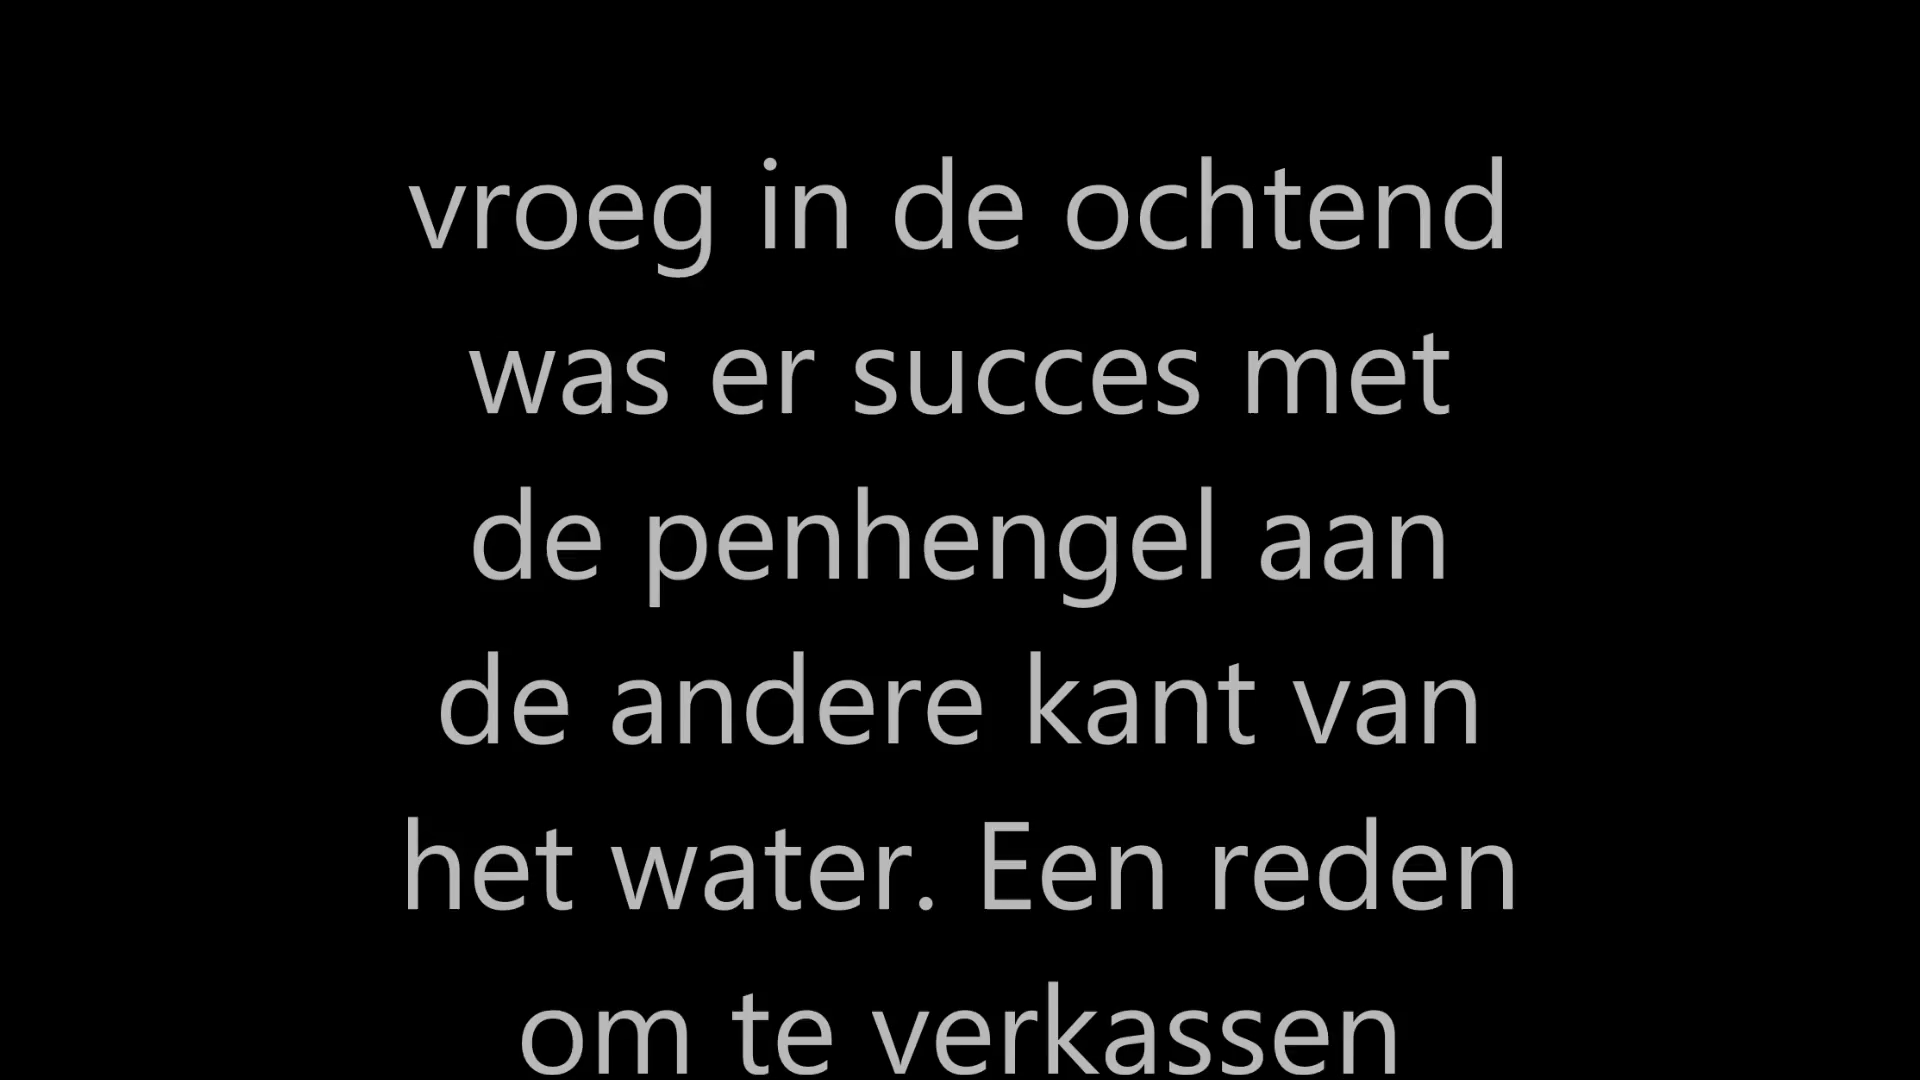 vroeg in de ochtend
was er succes met
de penhengel aan
de andere kant van
het water. Een reden
om te verkassen